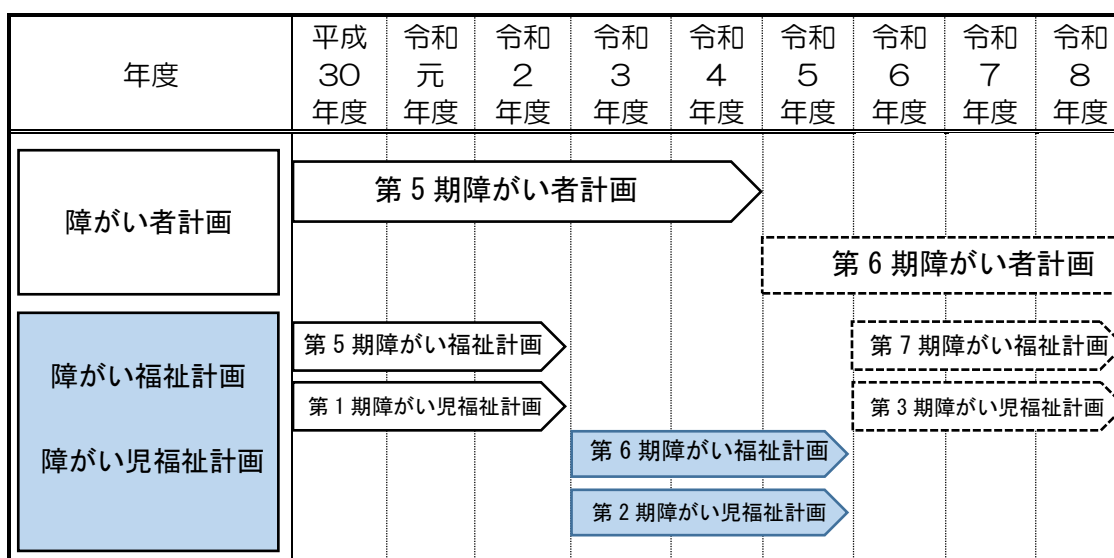 年度
平成
30
年度
令和
元
年度
令和
2
年度
令和
3
年度
令和
4
年度
令和
5
年度
令和
6
年度
令和
7
年度
令和
8
年度
障がい者計画
第5期障がい者計画
第6期障がい者計画
障がい福祉計画
障がい児福祉計画
第5期障がい福祉計画
第7期障がい福祉計画
第1期障がい児福祉計画
第3期障がい児福祉計画
第6期障がい福祉計画
第2期障がい児福祉計画